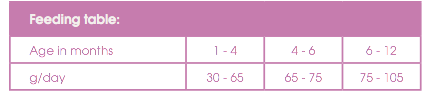 Feeding table:
Age in months 1 - 4 4 - 6 6 - 12
g/day 30 - 65 65 - 75 75 - 105